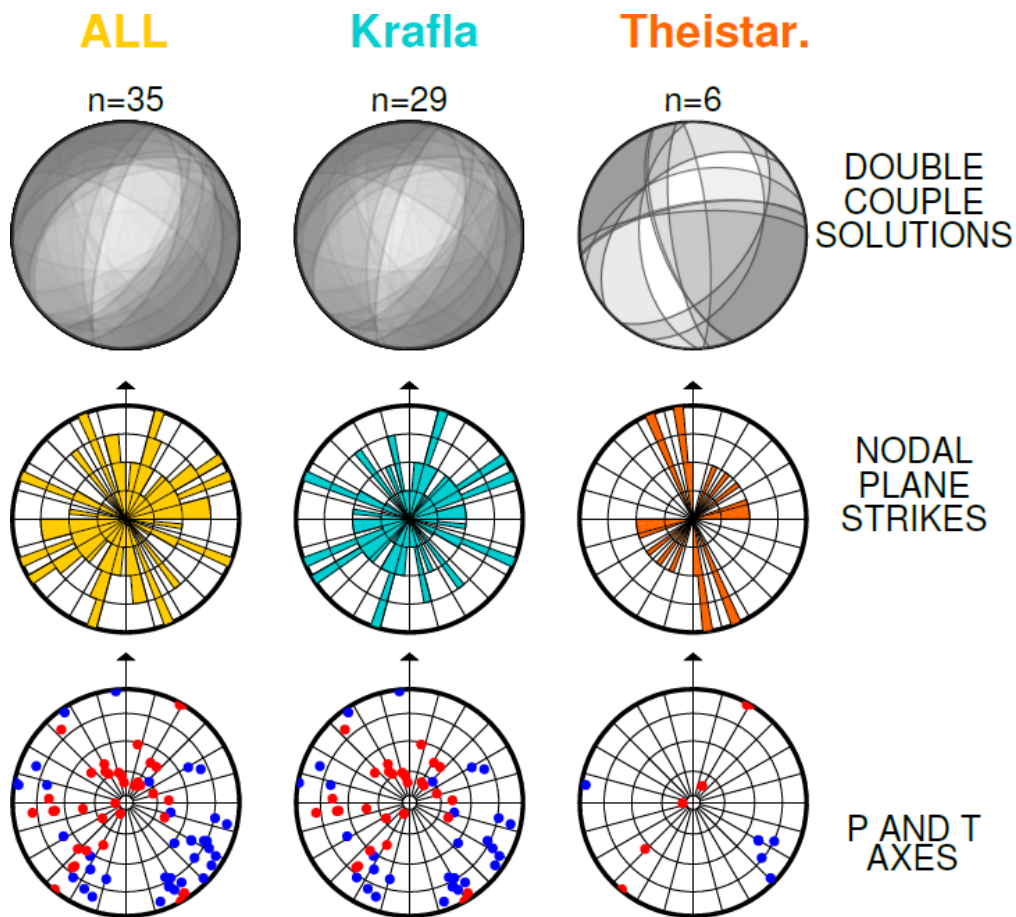 ALL Krafla Theistar.
n=35 n=29 n=6
DOUBLE
COUPLE
SOLUTIONS
NODAL
PLANE
STRIKES
P AND T
AXES